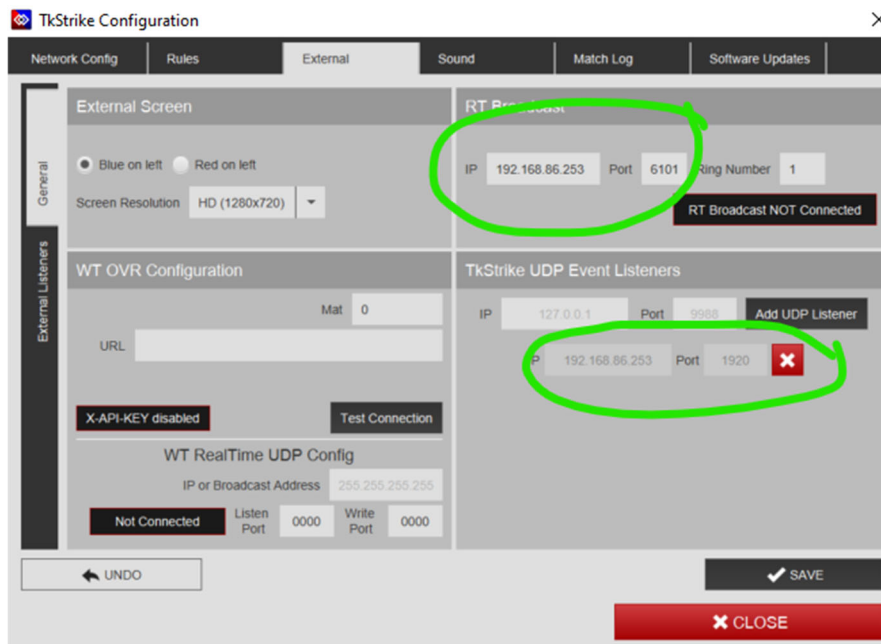 TkStrike Configuration
Network Config Rules External Sound Match Log Software Updates
General
External Listeners
External Screen
Blue on left Red on left
Screen Resolution HD (1280x720)
RT Broadcast
IP 192.168.86.253 Port 6101 Ring Number 1
RT Broadcast NOT Connected
WT OVR Configuration
Mat 0
URL
X-API-KEY disabled Test Connection
WT RealTime UDP Config
IP or Broadcast Address 255.255.255.255
Not Connected Listen Port 0000 Write Port 0000
TkStrike UDP Event Listeners
IP 127.0.0.1 Port 9988 Add UDP Listener
IP 192.168.86.253 Port 1920
UNDO
SAVE
CLOSE